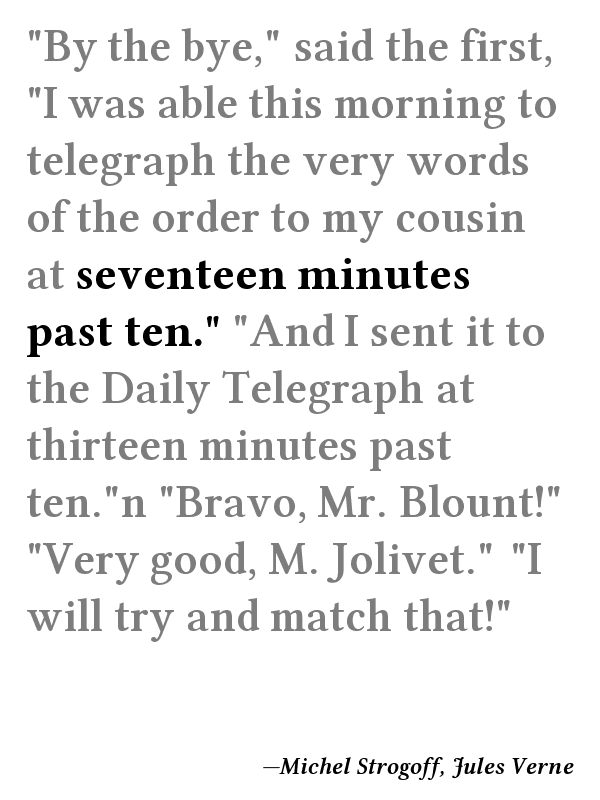 "By the bye," said the first,
"I was able this morning to
telegraph the very words
of the order to my cousin
at seventeen minutes
past ten." "And I sent it to
the Daily Telegraph at
thirteen minutes past
ten."n "Bravo, Mr. Blount!"
"Very good, M. Jolivet." "I
will try and match that!"
—Michel Strogoff, Jules Verne